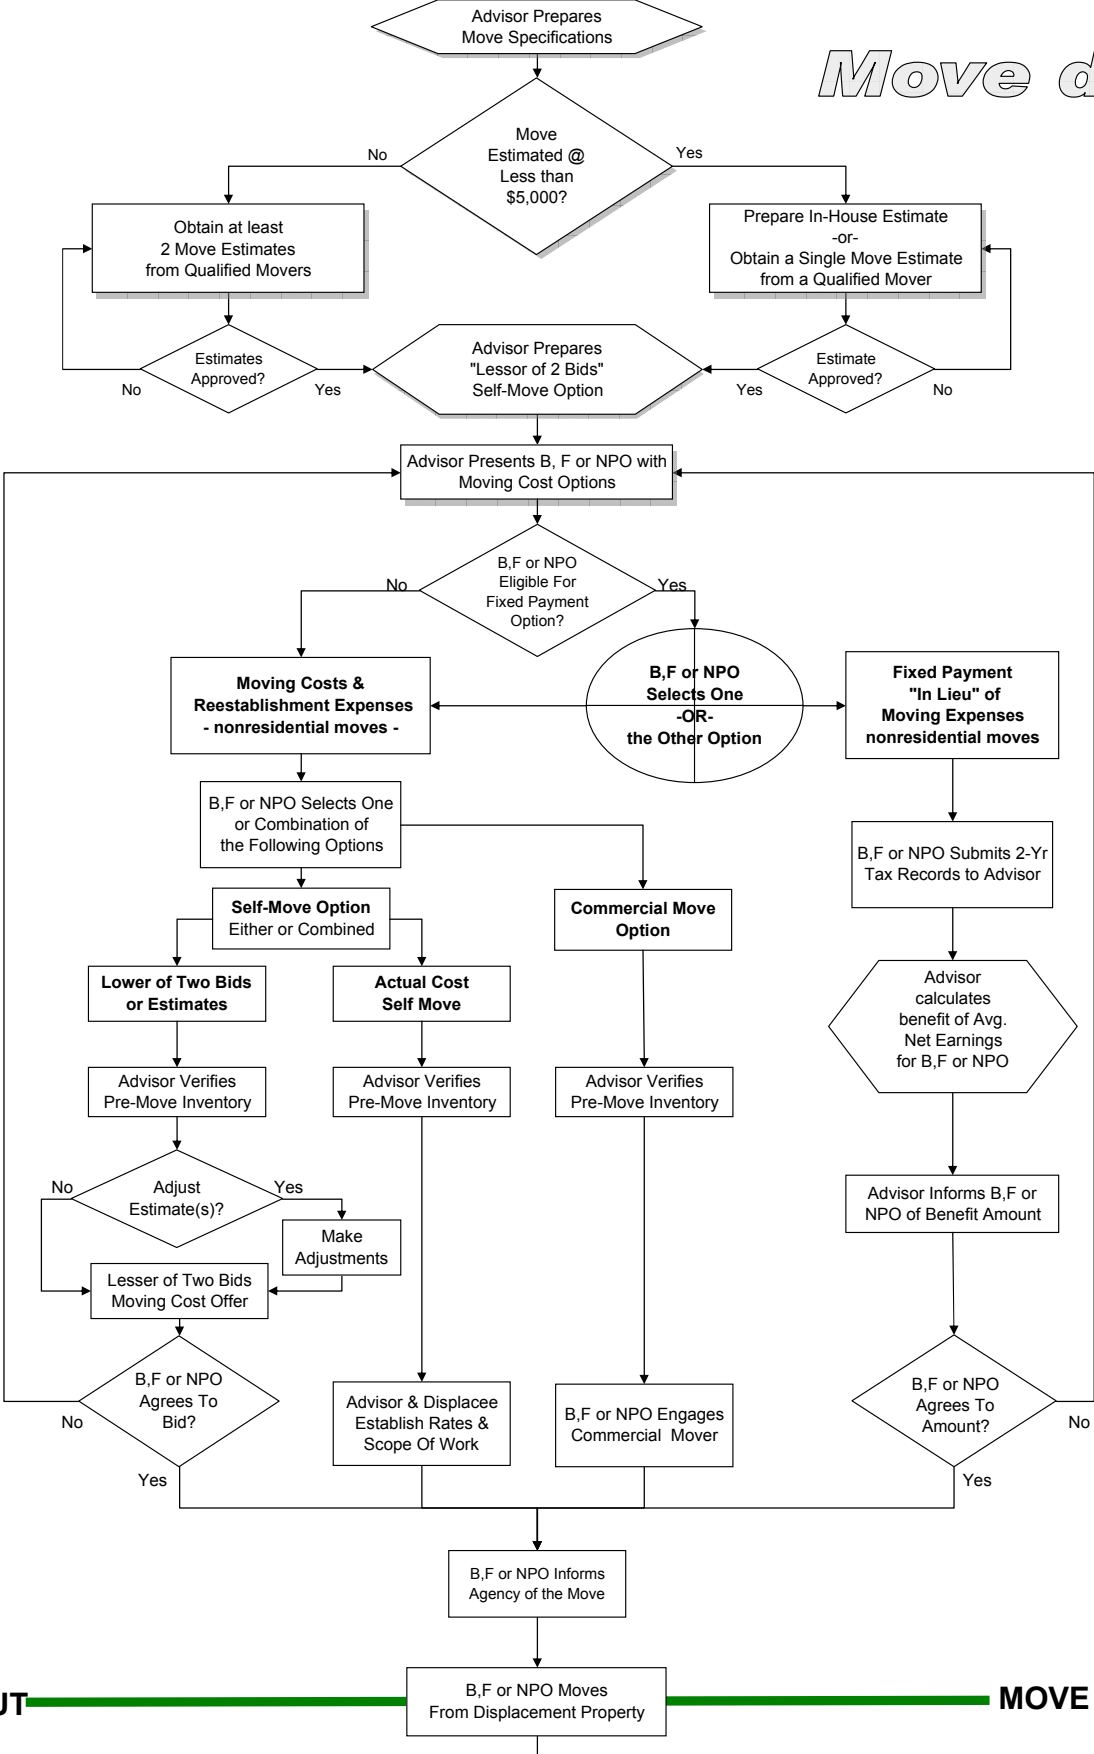 Advisor Prepares
Move Specifications
Move d
Move
Estimated @
Less than
$5,000?
No
Yes
Obtain at least
2 Move Estimates
from Qualified Movers
Prepare In-House Estimate
-or-
Obtain a Single Move Estimate
from a Qualified Mover
Estimates
Approved?
No
Yes
Advisor Prepares
"Lessor of 2 Bids"
Self-Move Option
Estimate
Approved?
Yes
No
Advisor Presents B, F or NPO with
Moving Cost Options
B,F or NPO
Eligible For
Fixed Payment
Option?
No
Yes
Moving Costs &
Reestablishment Expenses
- nonresidential moves -
B,F or NPO
Selects One
-OR-
the Other Option
Fixed Payment
"In Lieu" of
Moving Expenses
nonresidential moves
B,F or NPO Selects One
or Combination of
the Following Options
B,F or NPO Submits 2-Yr
Tax Records to Advisor
Self-Move Option
Either or Combined
Commercial Move
Option
Lower of Two Bids
or Estimates
Actual Cost
Self Move
Advisor
calculates
benefit of Avg.
Net Earnings
for B,F or NPO
Advisor Verifies
Pre-Move Inventory
Advisor Verifies
Pre-Move Inventory
Advisor Verifies
Pre-Move Inventory
Adjust
Estimate(s)?
No
Yes
Make
Adjustments
Advisor Informs B,F or
NPO of Benefit Amount
Lesser of Two Bids
Moving Cost Offer
B,F or NPO
Agrees To
Bid?
No
Yes
Advisor & Displacee
Establish Rates &
Scope Of Work
B,F or NPO Engages
Commercial Mover
B,F or NPO
Agrees To
Amount?
No
Yes
B,F or NPO Informs
Agency of the Move
B,F or NPO Moves
From Displacement Property
UT
MOVE